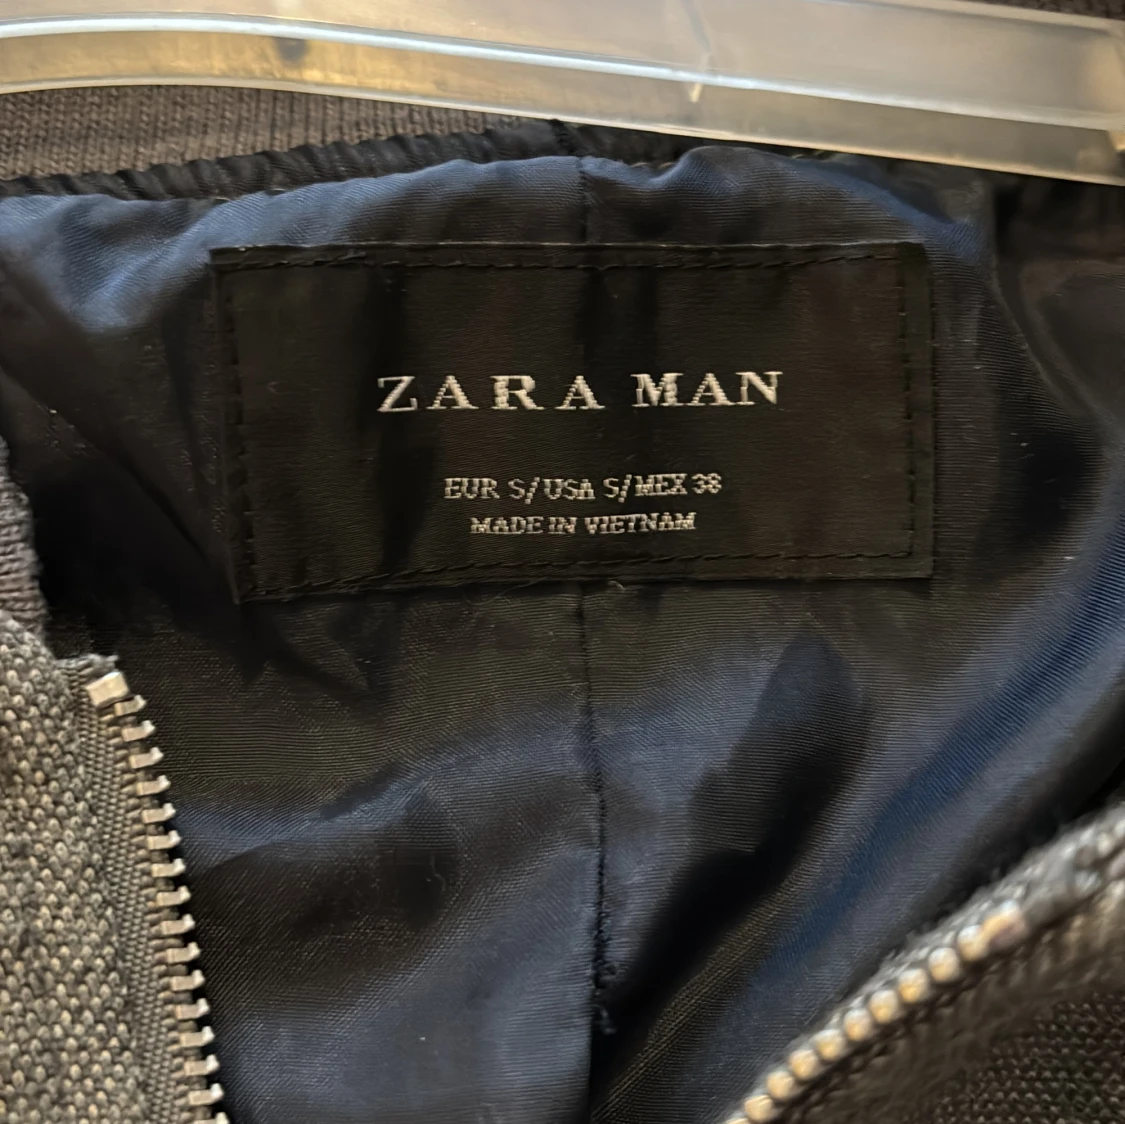 ZARA MAN
EUR S/USA S/MEX 38
MADE IN VIETNAM